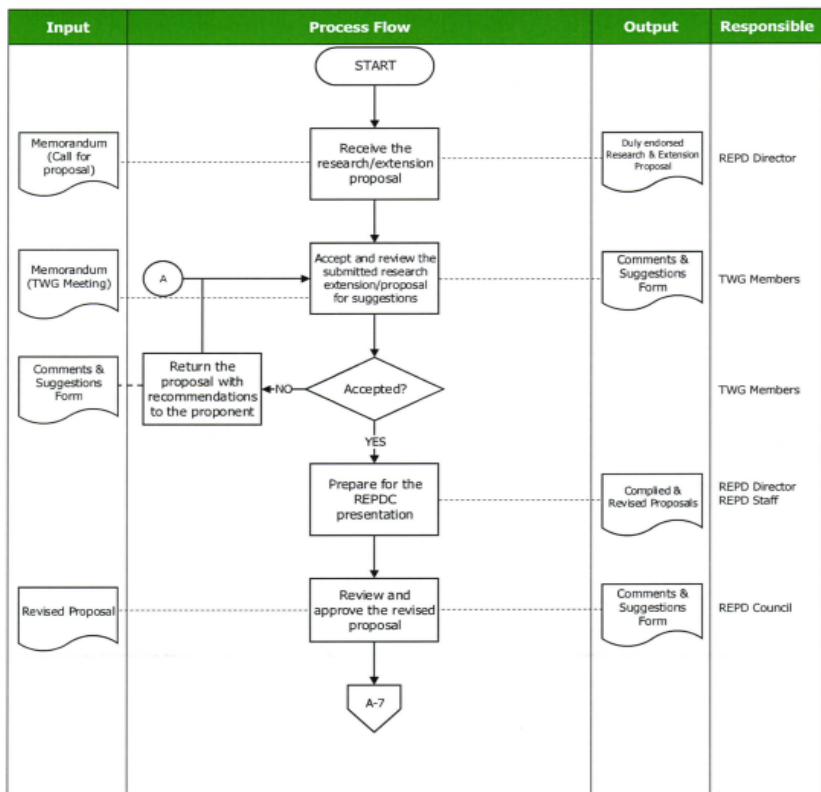 Input
Process Flow
Output
Responsible
START
Memorandum
(Call for
proposal)
Receive the
research/extension
proposal
Duly endorsed
Research & Extension
Proposal
REPD Director
Memorandum
(TWG Meeting)
A
Accept and review the
submitted research
extension/proposal
for suggestions
Comments &
Suggestions
Form
TWG Members
Comments &
Suggestions
Form
Return the
proposal with
recommendations
to the proponent
NO
Accepted?
TWG Members
YES
Prepare for the
REPDC
presentation
Complied &
Revised Proposals
REPD Director
REPD Staff
Revised Proposal
Review and
approve the revised
proposal
Comments &
Suggestions
Form
REPD Council
A-7